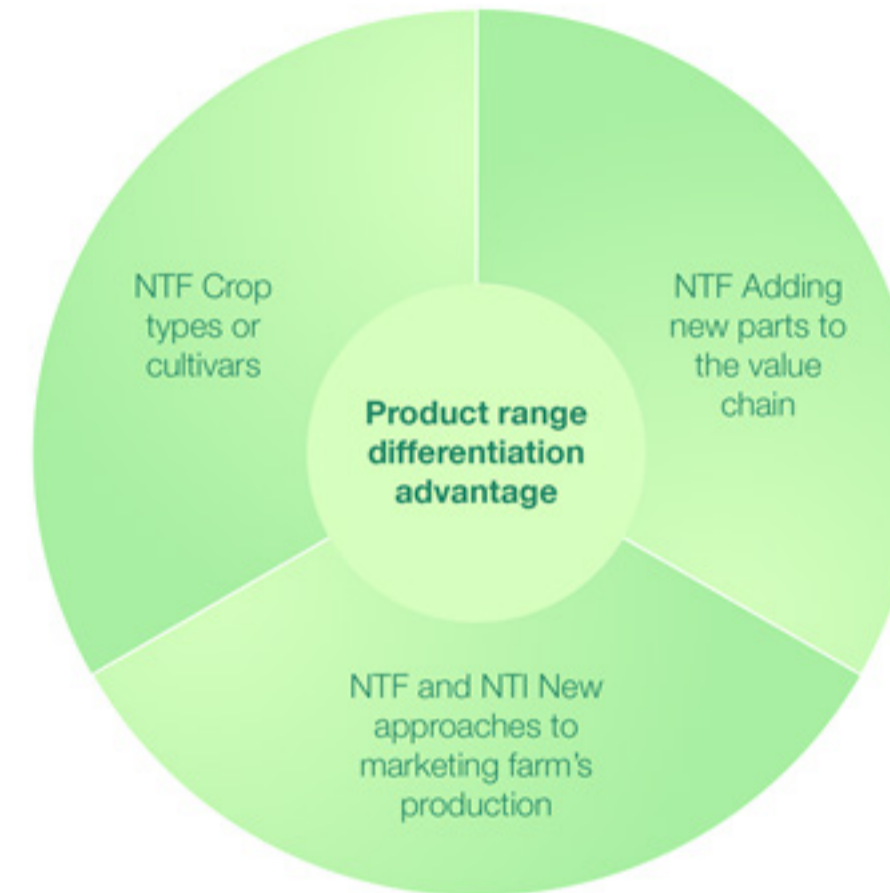 NTF Crop
types or
cultivars
NTF Adding
new parts to
the value
chain
Product range
differentiation
advantage
NTF and NTI New
approaches to
marketing farm's
production